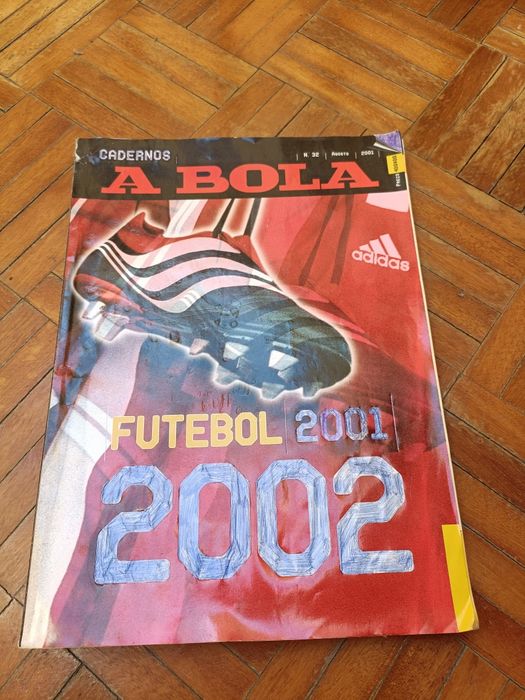 CADERNOS
N. 32 Agosto 2001
A BOLA
adidas
FUTEBOL 2001
2002